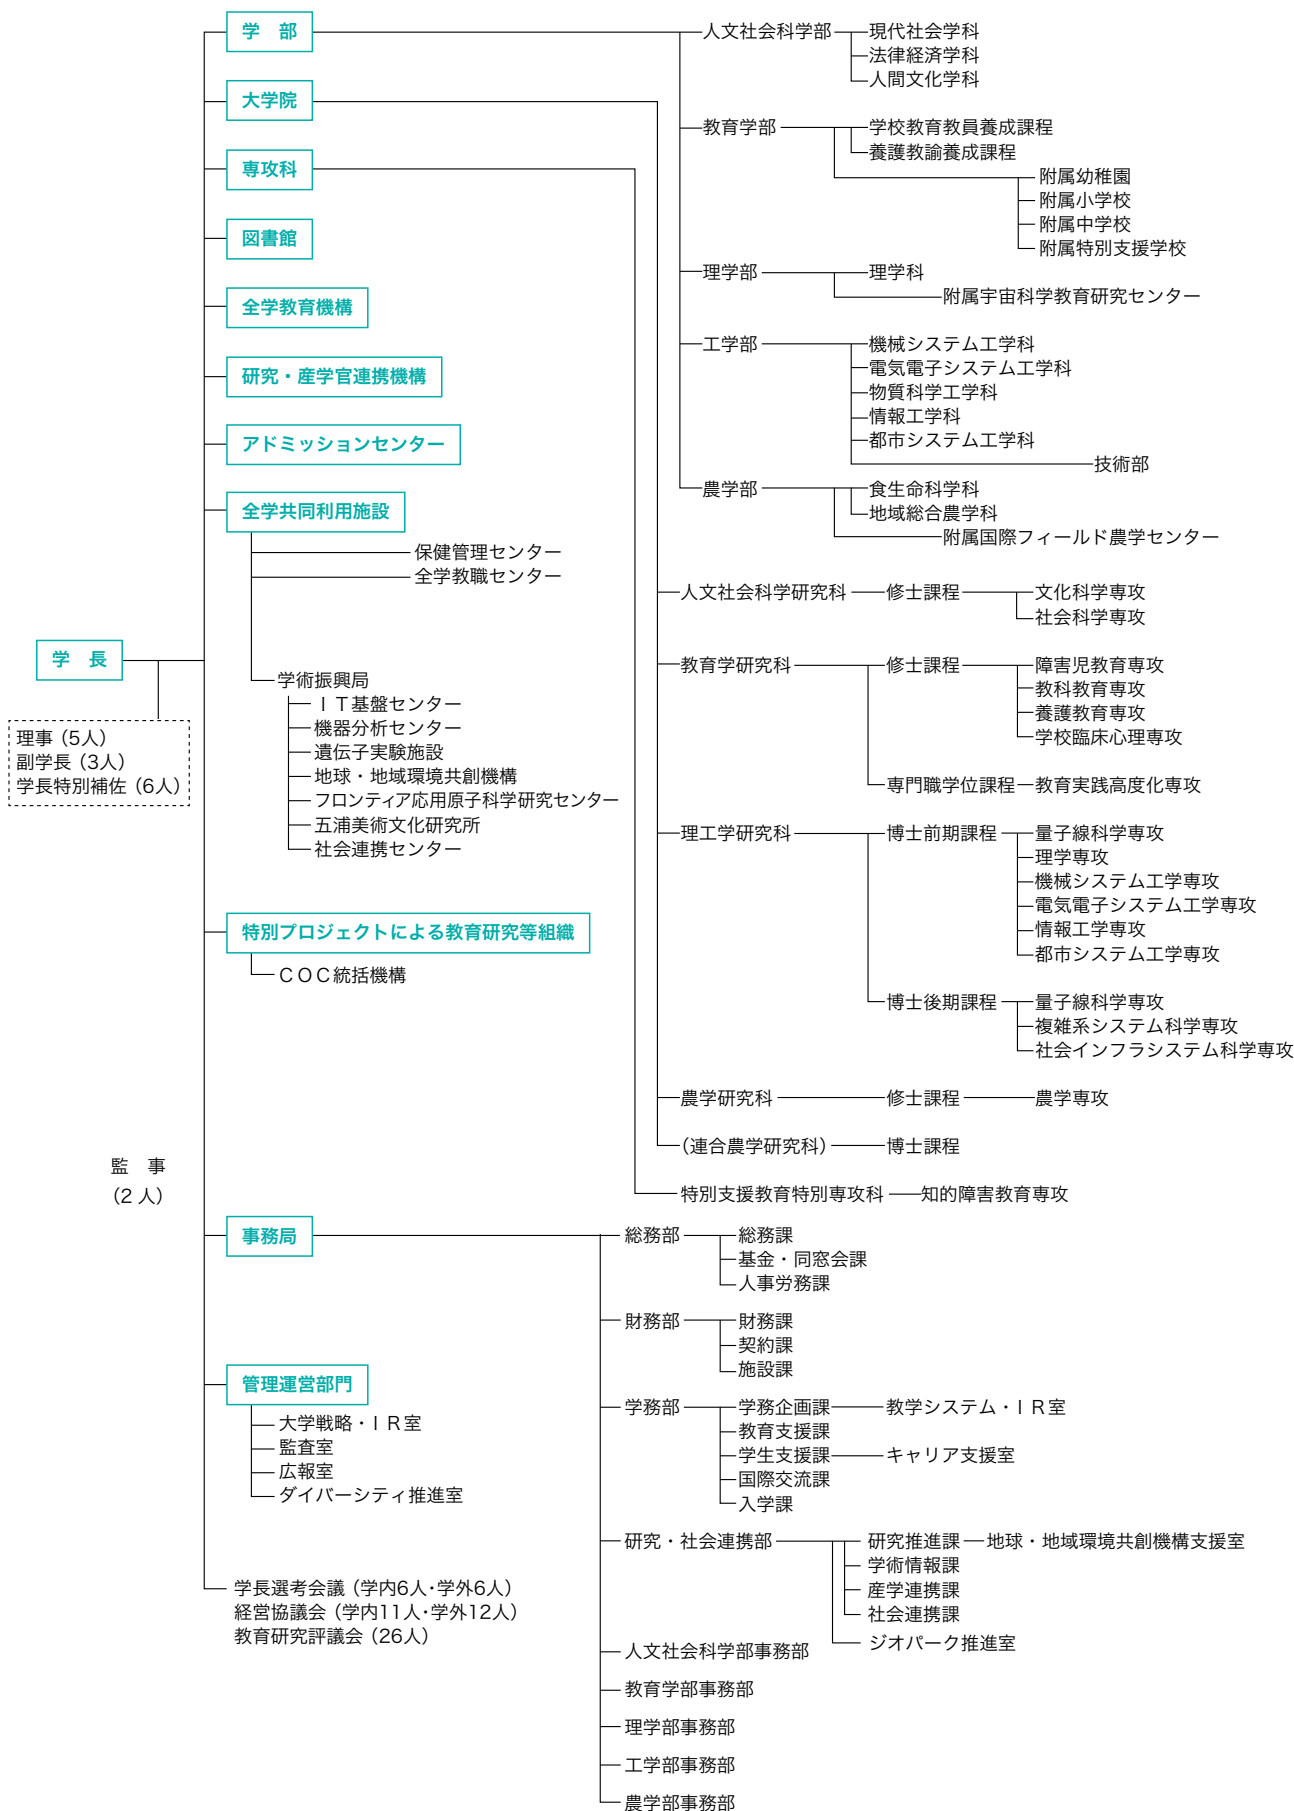 学　部
人文社会科学部
現代社会学科
法律経済学科
人間文化学科
大学院
教育学部
学校教育教員養成課程
養護教諭養成課程
附属幼稚園
附属小学校
附属中学校
附属特別支援学校
専攻科
図書館
理学部
理学科
附属宇宙科学教育研究センター
全学教育機構
工学部
機械システム工学科
電気電子システム工学科
物質科学工学科
情報工学科
都市システム工学科
技術部
研究・産学官連携機構
アドミッションセンター
農学部
食生命科学科
地域総合農学科
附属国際フィールド農学センター
全学共同利用施設
保健管理センター
全学教職センター
学術振興局
ＩＴ基盤センター
機器分析センター
遺伝子実験施設
地球・地域環境共創機構
フロンティア応用原子科学研究センター
五浦美術文化研究所
社会連携センター
人文社会科学研究科
修士課程
文化科学専攻
社会科学専攻
学　長
理事（5人）
副学長（3人）
学長特別補佐（6人）
教育学研究科
修士課程
障害児教育専攻
教科教育専攻
養護教育専攻
学校臨床心理専攻
専門職学位課程
教育実践高度化専攻
理工学研究科
博士前期課程
量子線科学専攻
理学専攻
機械システム工学専攻
電気電子システム工学専攻
情報工学専攻
都市システム工学専攻
博士後期課程
量子線科学専攻
複雑系システム科学専攻
社会インフラシステム科学専攻
特別プロジェクトによる教育研究等組織
ＣＯＣ統括機構
農学研究科
修士課程
農学専攻
（連合農学研究科）
博士課程
監　事
（2 人）
特別支援教育特別専攻科
知的障害教育専攻
事務局
総務部
総務課
基金・同窓会課
人事労務課
財務部
財務課
契約課
施設課
管理運営部門
大学戦略・ＩＲ室
監査室
広報室
ダイバーシティ推進室
学務部
学務企画課
教学システム・ＩＲ室
教育支援課
学生支援課
キャリア支援室
国際交流課
入学課
研究・社会連携部
研究推進課
地球・地域環境共創機構支援室
学術情報課
産学連携課
社会連携課
ジオパーク推進室
学長選考会議（学内6人・学外6人）
経営協議会（学内11人・学外12人）
教育研究評議会（26人）
人文社会科学部事務部
教育学部事務部
理学部事務部
工学部事務部
農学部事務部